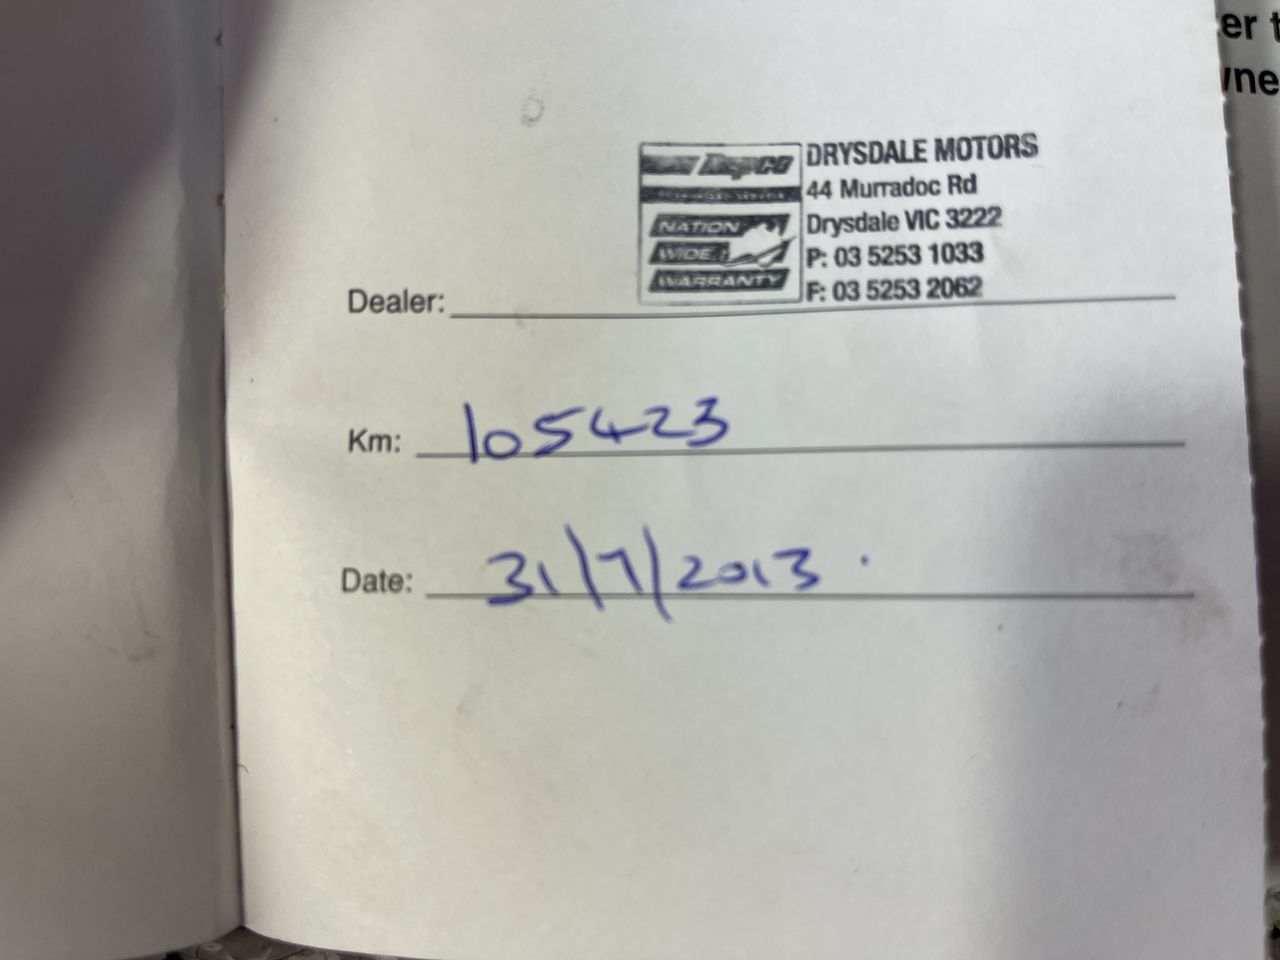 er t
wne
Repco
DRYSDALE MOTORS
44 Murradoc Rd
NATION
Drysdale VIC 3222
WIDE
P: 03 5253 1033
WARRANTY
F: 03 5253 2062
Dealer:
Km: 105423
Date: 31/7/2013